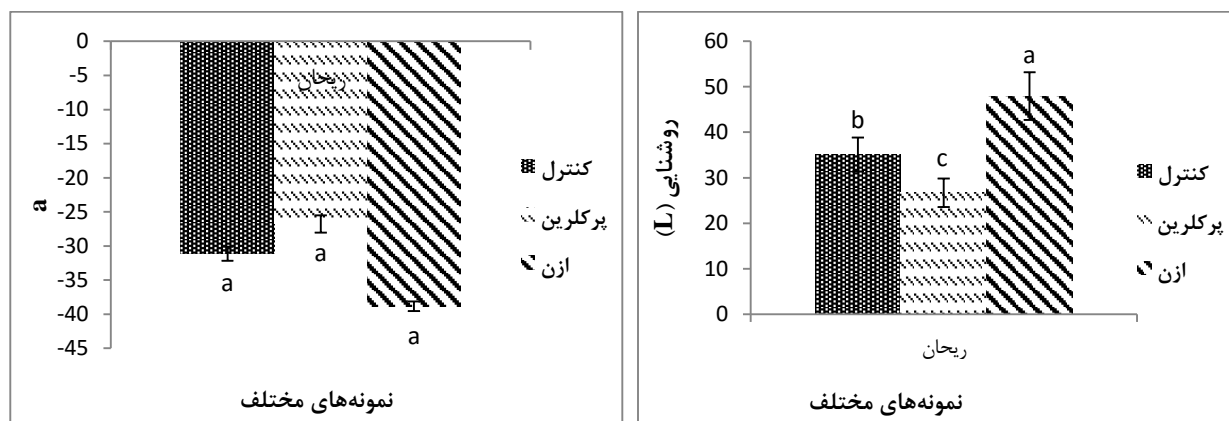 0
-5
-10
-15
-20
-25
-30
-35
-40
-45
a
ریحان
a
a
a
کنترل
پرکلرین
ازن
نمونه‌های مختلف
60
50
40
30
20
10
0
روشنایی (L)
b
c
a
ریحان
کنترل
پرکلرین
ازن
نمونه‌های مختلف